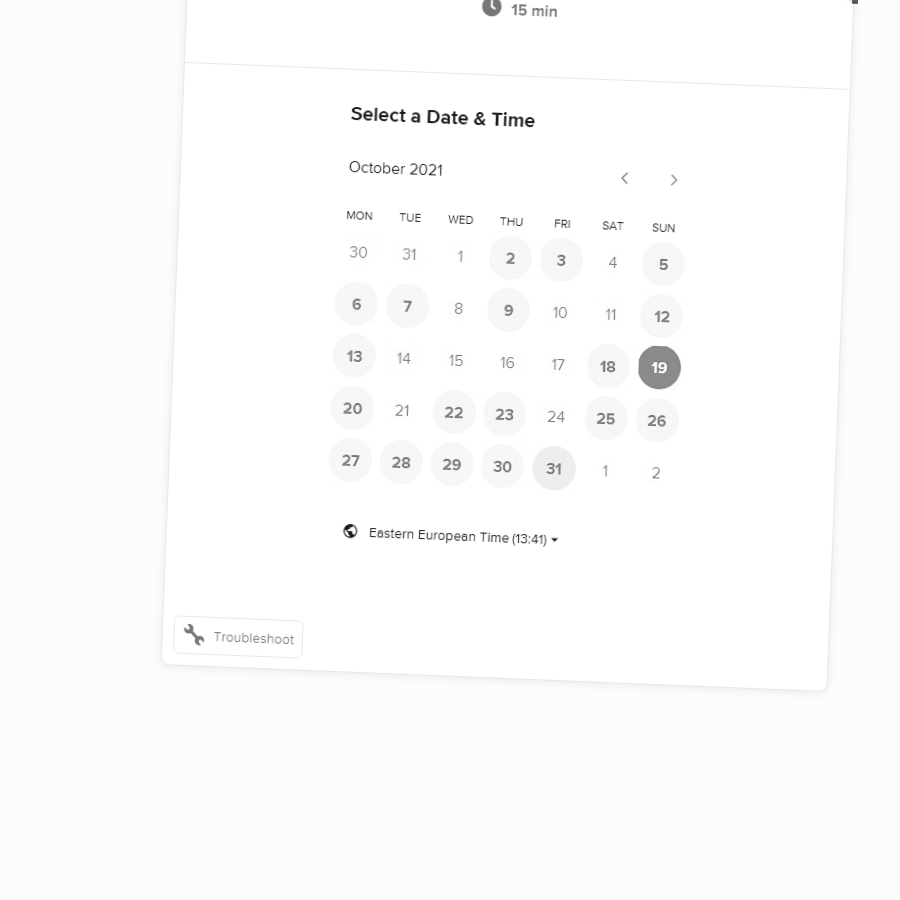 15 min
Select a Date & Time
October 2021
MON TUE WED THU FRI SAT SUN
30 31 1 2 3 4 5
6 7 8 9 10 11 12
13 14 15 16 17 18 19
20 21 22 23 24 25 26
27 28 29 30 31 1 2
Eastern European Time (13:41)
Troubleshoot